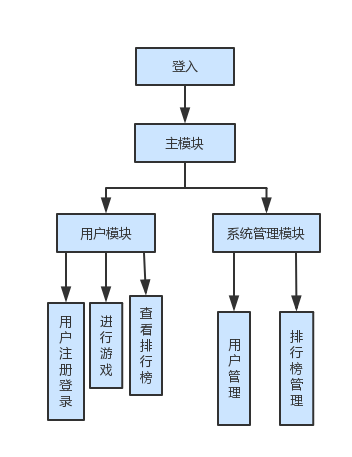 登入
主模块
用户模块
系统管理模块
用户注册登录
进行游戏
查看排行榜
用户管理
排行榜管理